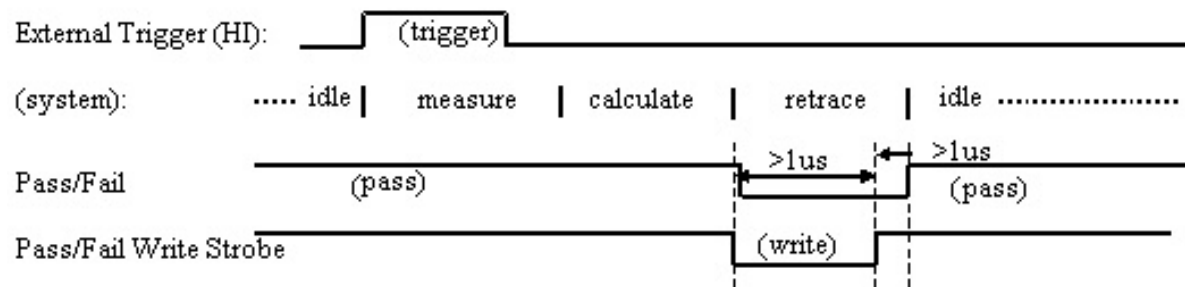 External Trigger (HI): (trigger)
(system): ..... idle | measure | calculate | retrace | idle ..................
>1us >1us
Pass/Fail (pass) (pass)
Pass/Fail Write Strobe (write)